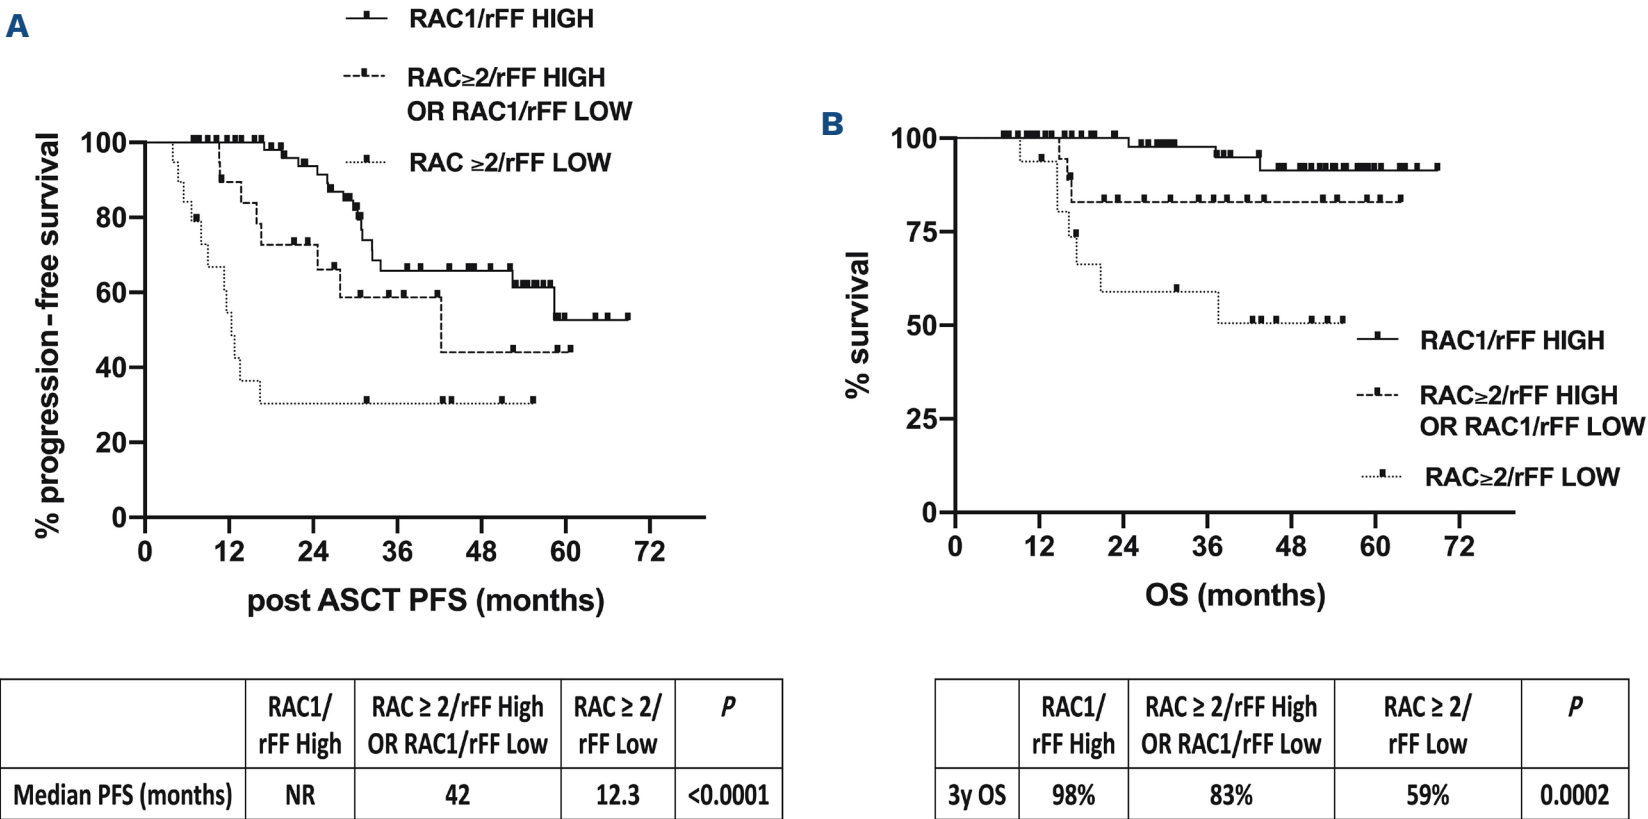 A
RAC1/rFF HIGH
RAC≥2/rFF HIGH
OR RAC1/rFF LOW
RAC ≥2/rFF LOW
% progression-free survival
100
80
60
40
20
0
0 12 24 36 48 60 72
post ASCT PFS (months)
RAC1/ rFF High
RAC ≥ 2/rFF High OR RAC1/rFF Low
RAC ≥ 2/ rFF Low
P
Median PFS (months) NR 42 12.3 <0.0001
B
% survival
100
75
50
25
0
0 12 24 36 48 60 72
OS (months)
RAC1/rFF HIGH
RAC≥2/rFF HIGH
OR RAC1/rFF LOW
RAC≥2/rFF LOW
RAC1/ rFF High
RAC ≥ 2/rFF High OR RAC1/rFF Low
RAC ≥ 2/ rFF Low
P
3y OS 98% 83% 59% 0.0002